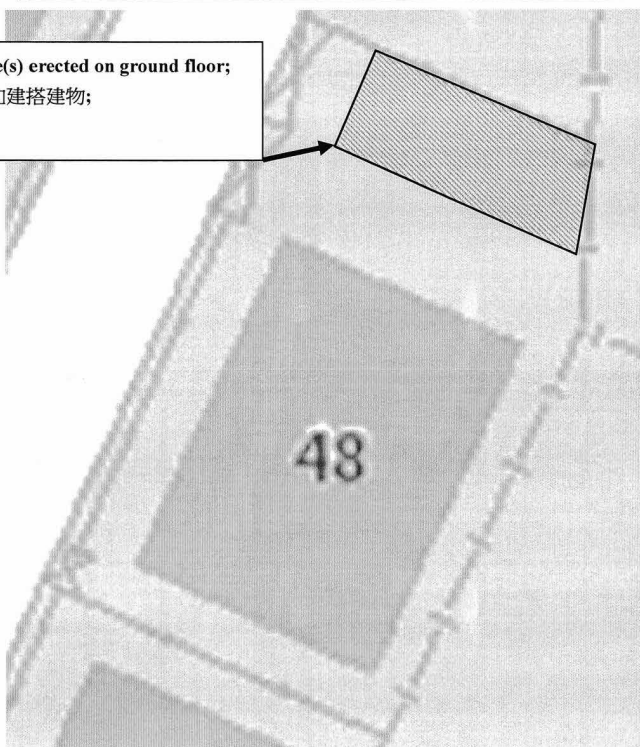 e(s) erected on ground floor;
加建搭建物;
48